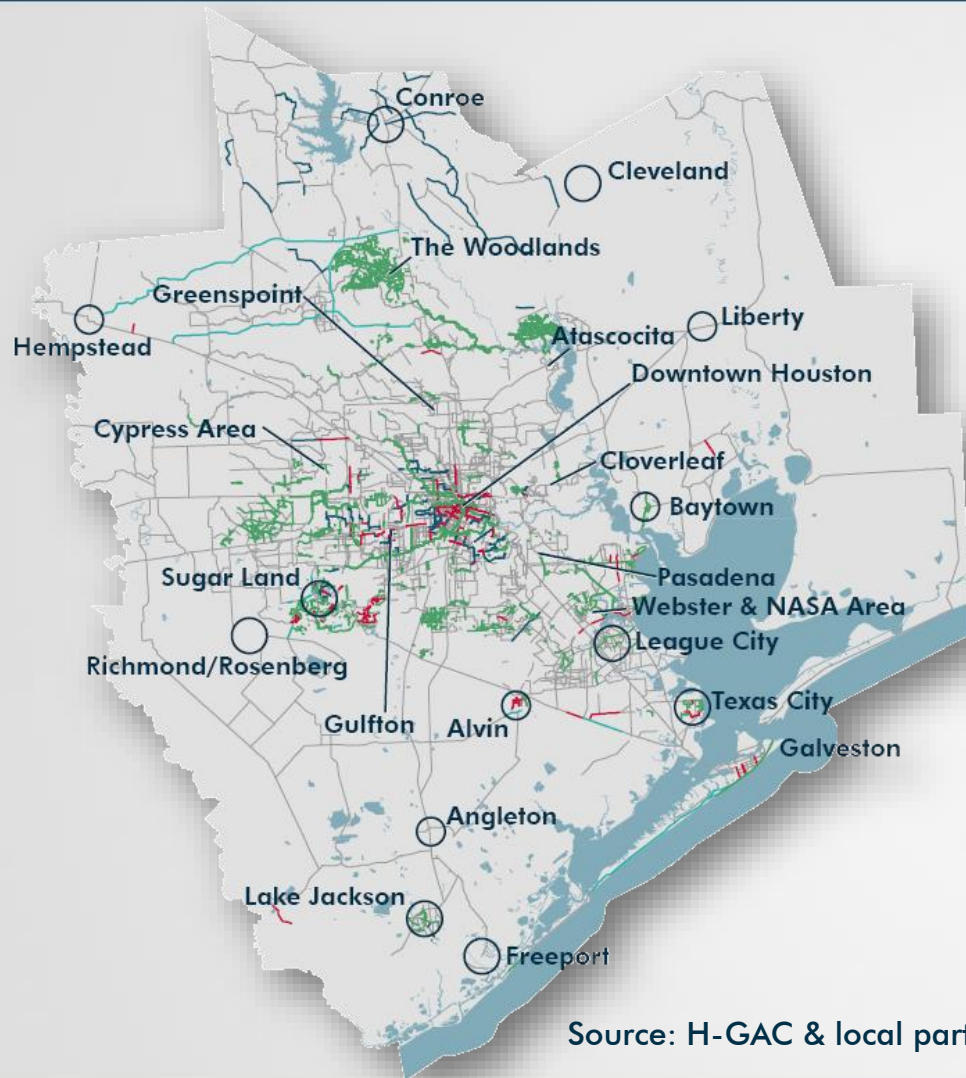 Conroe
Cleveland
The Woodlands
Greenspoint
Liberty
Atascocita
Hempstead
Downtown Houston
Cypress Area
Cloverleaf
Baytown
Sugar Land
Pasadena
Webster & NASA Area
League City
Richmond/Rosenberg
Gulfton
Alvin
Texas City
Galveston
Angleton
Lake Jackson
Freeport
Source: H-GAC & local part